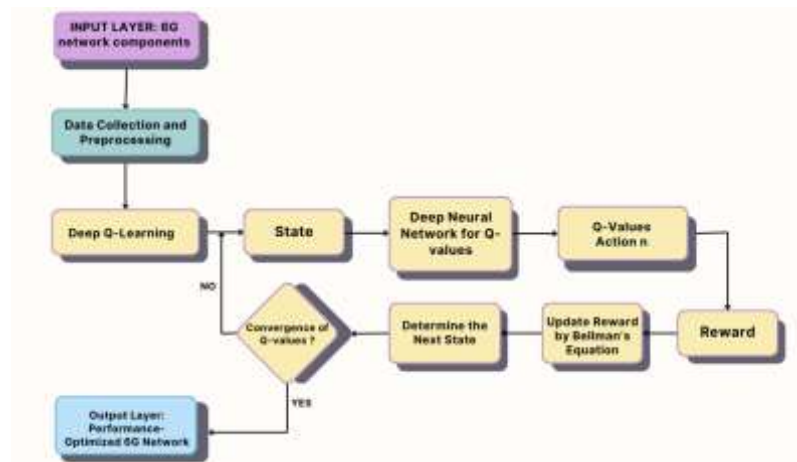 INPUT LAYER: 6G
network components
Data Collection and
Preprocessing
Deep Q-Learning
State
Deep Neural
Network for Q-
values
Q-Values
Action n
Reward
Update Reward
by Bellman's
Equation
Determine the
Next State
Convergence of
Q-values ?
NO
YES
Output Layer:
Performance-
Optimized 6G Network